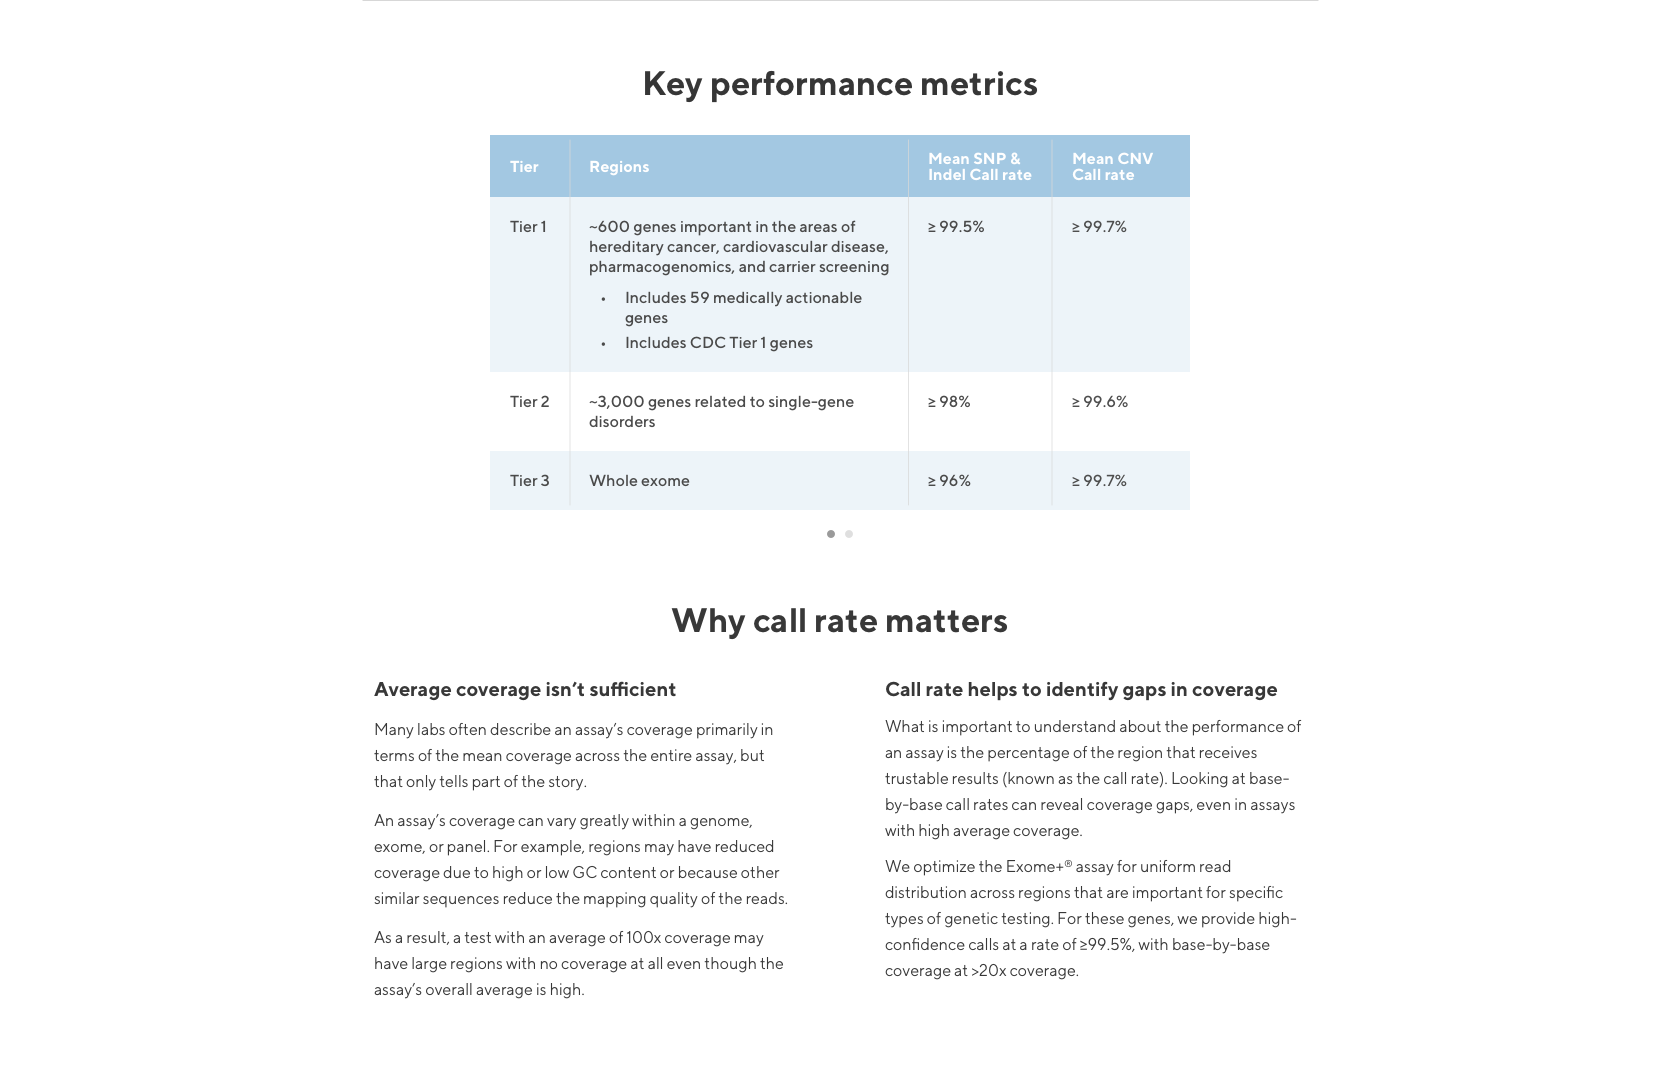 Key performance metrics
Tier
Regions
Mean SNP &
Indel Call rate
Mean CNV
Call rate
Tier 1
~600 genes important in the areas of
hereditary cancer, cardiovascular disease,
pharmacogenomics, and carrier screening
• Includes 59 medically actionable
genes
• Includes CDC Tier 1 genes
≥ 99.5%
≥ 99.7%
Tier 2
~3,000 genes related to single-gene
disorders
≥ 98%
≥ 99.6%
Tier 3
Whole exome
≥ 96%
≥ 99.7%
Why call rate matters
Average coverage isn’t sufficient
Many labs often describe an assay’s coverage primarily in
terms of the mean coverage across the entire assay, but
that only tells part of the story.
An assay’s coverage can vary greatly within a genome,
exome, or panel. For example, regions may have reduced
coverage due to high or low GC content or because other
similar sequences reduce the mapping quality of the reads.
As a result, a test with an average of 100x coverage may
have large regions with no coverage at all even though the
assay’s overall average is high.
Call rate helps to identify gaps in coverage
What is important to understand about the performance of
an assay is the percentage of the region that receives
trustable results (known as the call rate). Looking at base-
by-base call rates can reveal coverage gaps, even in assays
with high average coverage.
We optimize the Exome+® assay for uniform read
distribution across regions that are important for specific
types of genetic testing. For these genes, we provide high-
confidence calls at a rate of ≥99.5%, with base-by-base
coverage at >20x coverage.